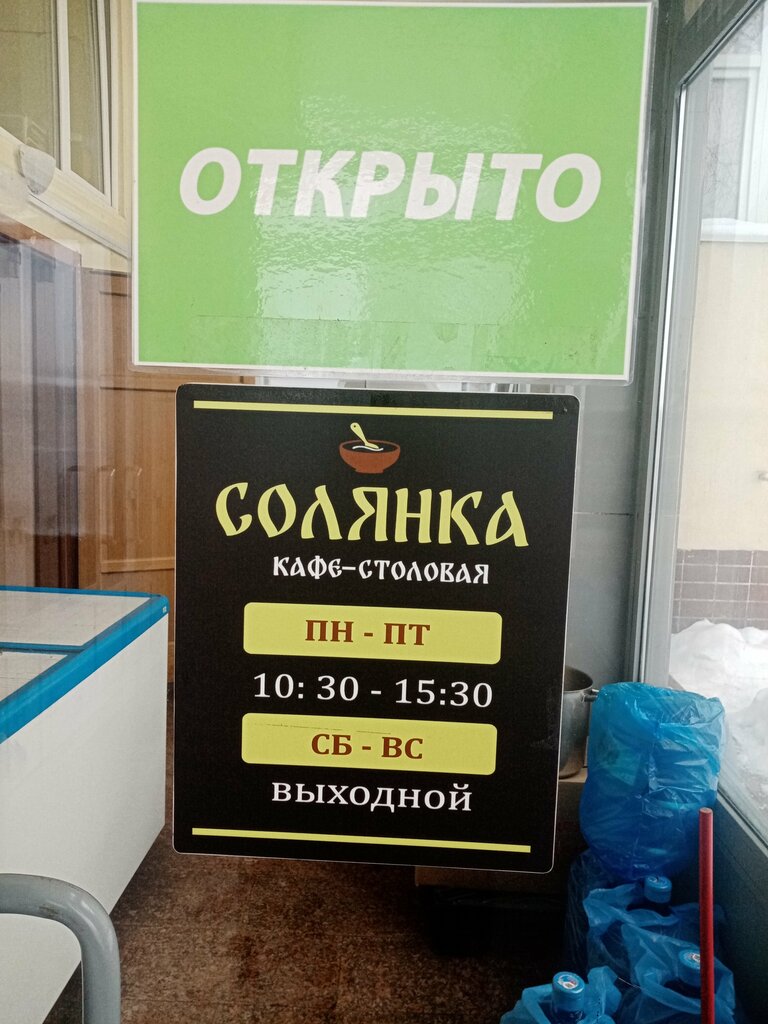 ОТКРЫТО
СОЛЯНКА
КАФЕ-СТОЛОВАЯ
ПН - ПТ
10: 30 - 15:30
СБ - ВС
ВЫХОДНОЙ